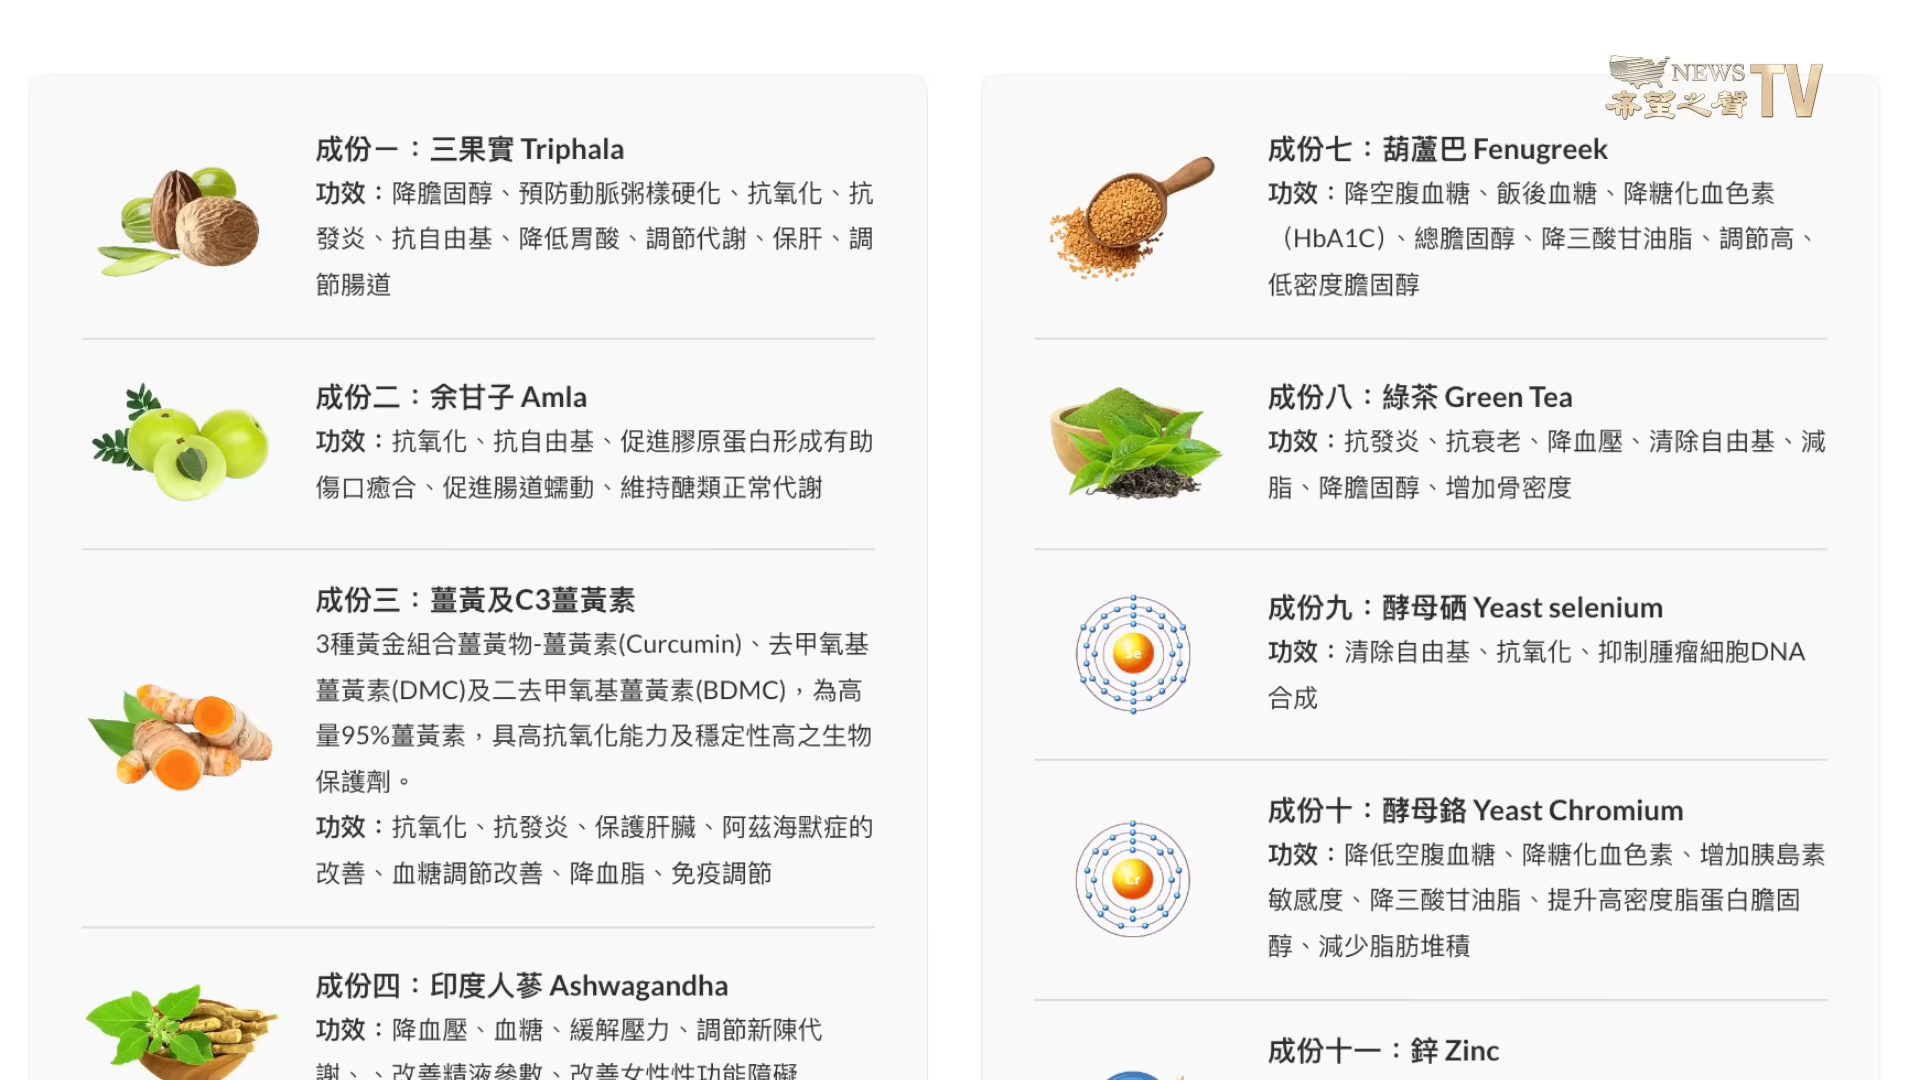 NEWS
希望之聲TV
成份一：三果實 Triphala
功效：降膽固醇、預防動脈粥樣硬化、抗氧化、抗
發炎、抗自由基、降低胃酸、調節代謝、保肝、調
節腸道
成份二：余甘子 Amla
功效：抗氧化、抗自由基、促進膠原蛋白形成有助
傷口癒合、促進腸道蠕動、維持醣類正常代謝
成份三：薑黃及C3薑黃素
3種黃金組合薑黃物-薑黃素(Curcumin)、去甲氧基
薑黃素(DMC)及二去甲氧基薑黃素(BDMC)，為高
量95%薑黃素，具高抗氧化能力及穩定性高之生物
保護劑。
功效：抗氧化、抗發炎、保護肝臟、阿茲海默症的
改善、血糖調節改善、降血脂、免疫調節
成份四：印度人蔘 Ashwagandha
功效：降血壓、血糖、緩解壓力、調節新陳代
謝、、改善精液參數、改善女性性功能障礙
成份七：葫蘆巴 Fenugreek
功效：降空腹血糖、飯後血糖、降糖化血色素
（HbA1C）、總膽固醇、降三酸甘油脂、調節高、
低密度膽固醇
成份八：綠茶 Green Tea
功效：抗發炎、抗衰老、降血壓、清除自由基、減
脂、降膽固醇、增加骨密度
成份九：酵母硒 Yeast selenium
功效：清除自由基、抗氧化、抑制腫瘤細胞DNA
合成
Se
成份十：酵母鉻 Yeast Chromium
功效：降低空腹血糖、降糖化血色素、增加胰島素
敏感度、降三酸甘油脂、提升高密度脂蛋白膽固
醇、減少脂肪堆積
Cr
成份十一：鋅 Zinc